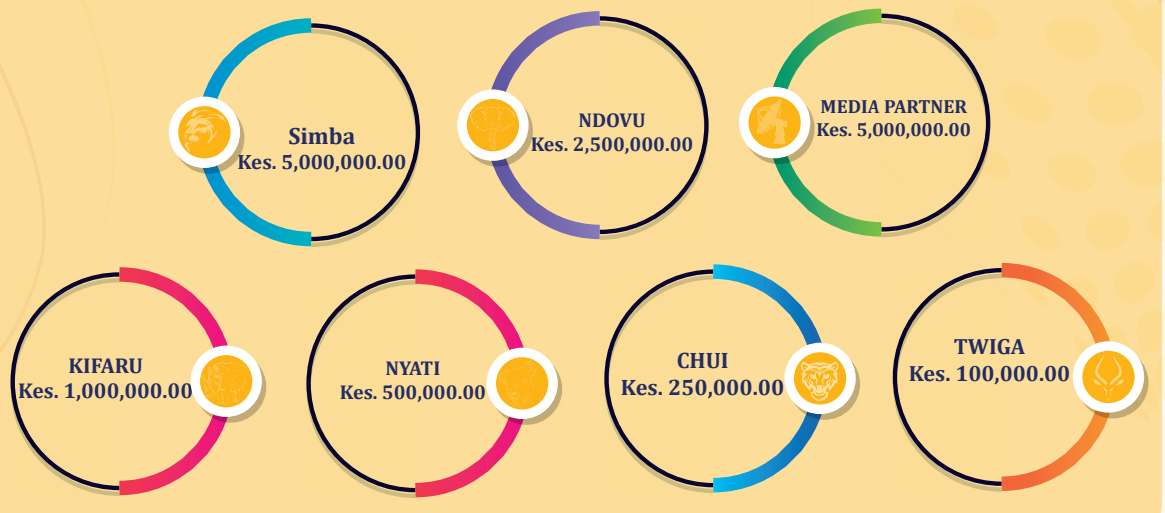 Simba
Kes. 5,000,000.00
NDOVU
Kes. 2,500,000.00
MEDIA PARTNER
Kes. 5,000,000.00
KIFARU
Kes. 1,000,000.00
NYATI
Kes. 500,000.00
CHUI
Kes. 250,000.00
TWIGA
Kes. 100,000.00